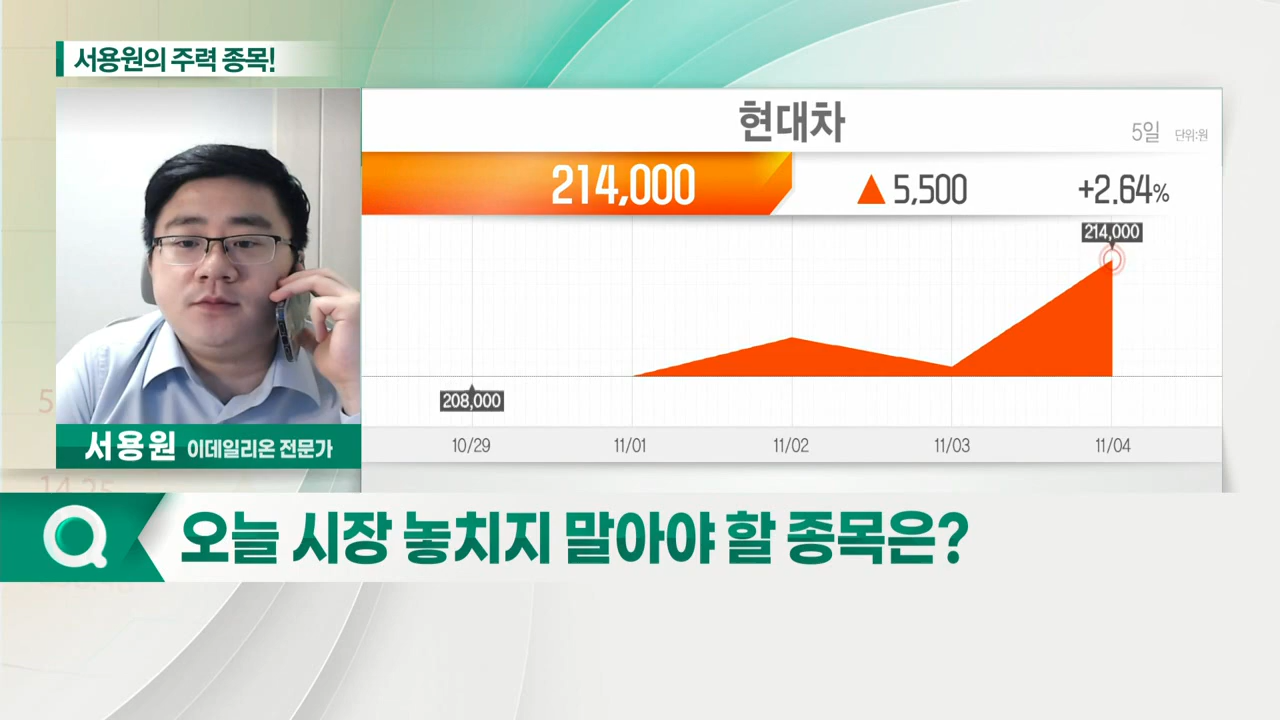 서용원의 주력 종목!
현대차
5일 단위:원
214,000 ▲ 5,500 +2.64%
214,000
208,000
10/29 11/01 11/02 11/03 11/04
서용원 이데일리온 전문가
Q 오늘 시장 놓치지 말아야 할 종목은?